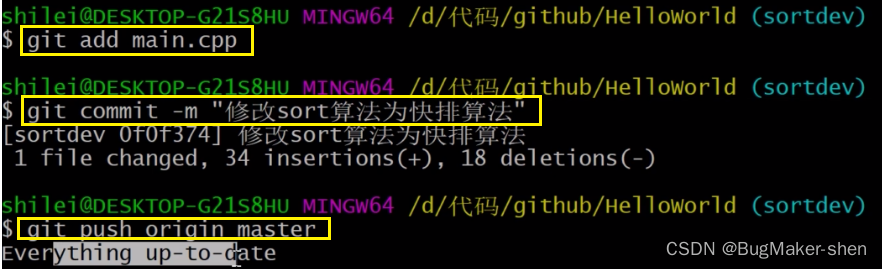 shilei@DESKTOP-G21S8HU MINGW64 /d/代码/github/HelloWorld (sortdev)
$ git add main.cpp
shilei@DESKTOP-G21S8HU MINGW64 /d/代码/github/HelloWorld (sortdev)
$ git commit -m "修改sort算法为快排算法"
[sortdev 0f0f374] 修改sort算法为快排算法
1 file changed, 34 insertions(+), 18 deletions(-)
shilei@DESKTOP-G21S8HU MINGW64 /d/代码/github/HelloWorld (sortdev)
$ git push origin master
Everything up-to-date
CSDN @BugMaker-shen